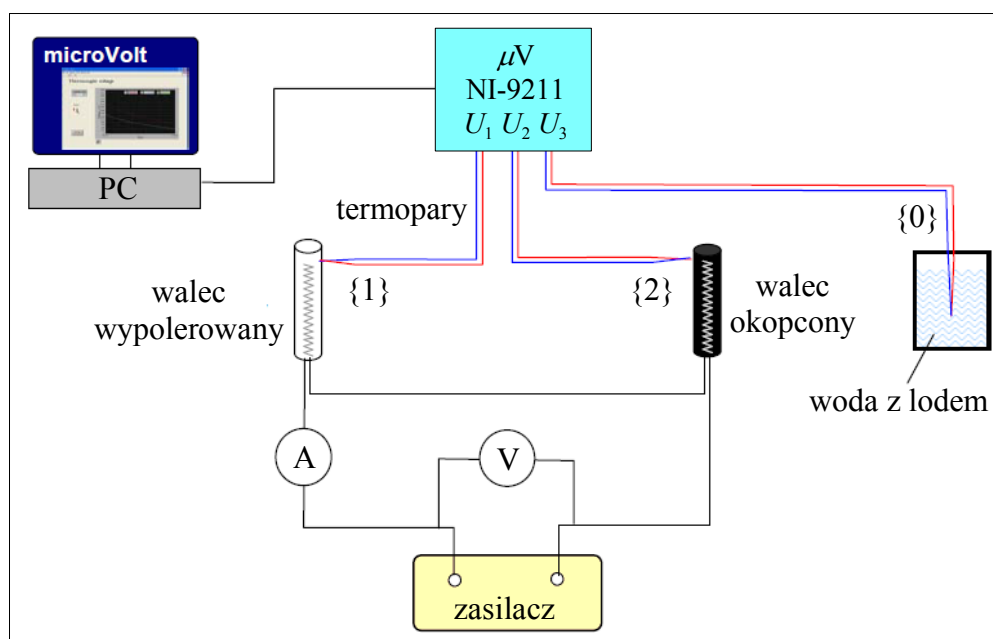 microVolt
μV
NI-9211
U1 U2 U3
PC
termopary
{0}
{1}
{2}
walec
wypolerowany
walec
okopcony
woda z lodem
A
V
zasilacz